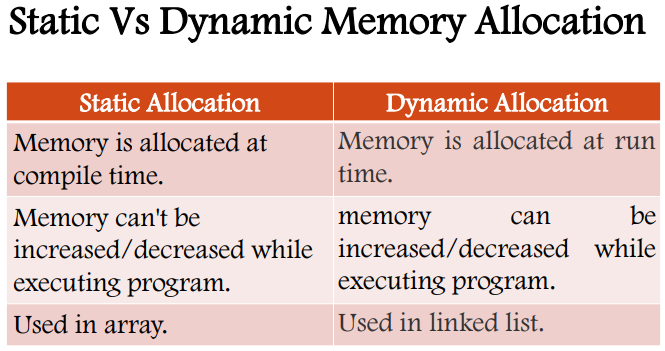 Static Vs Dynamic Memory Allocation
Static Allocation
Dynamic Allocation
Memory is allocated at
compile time.
Memory is allocated at run
time.
Memory can't be
increased/decreased while
executing program.
memory can be
increased/decreased while
executing program.
Used in array.
Used in linked list.